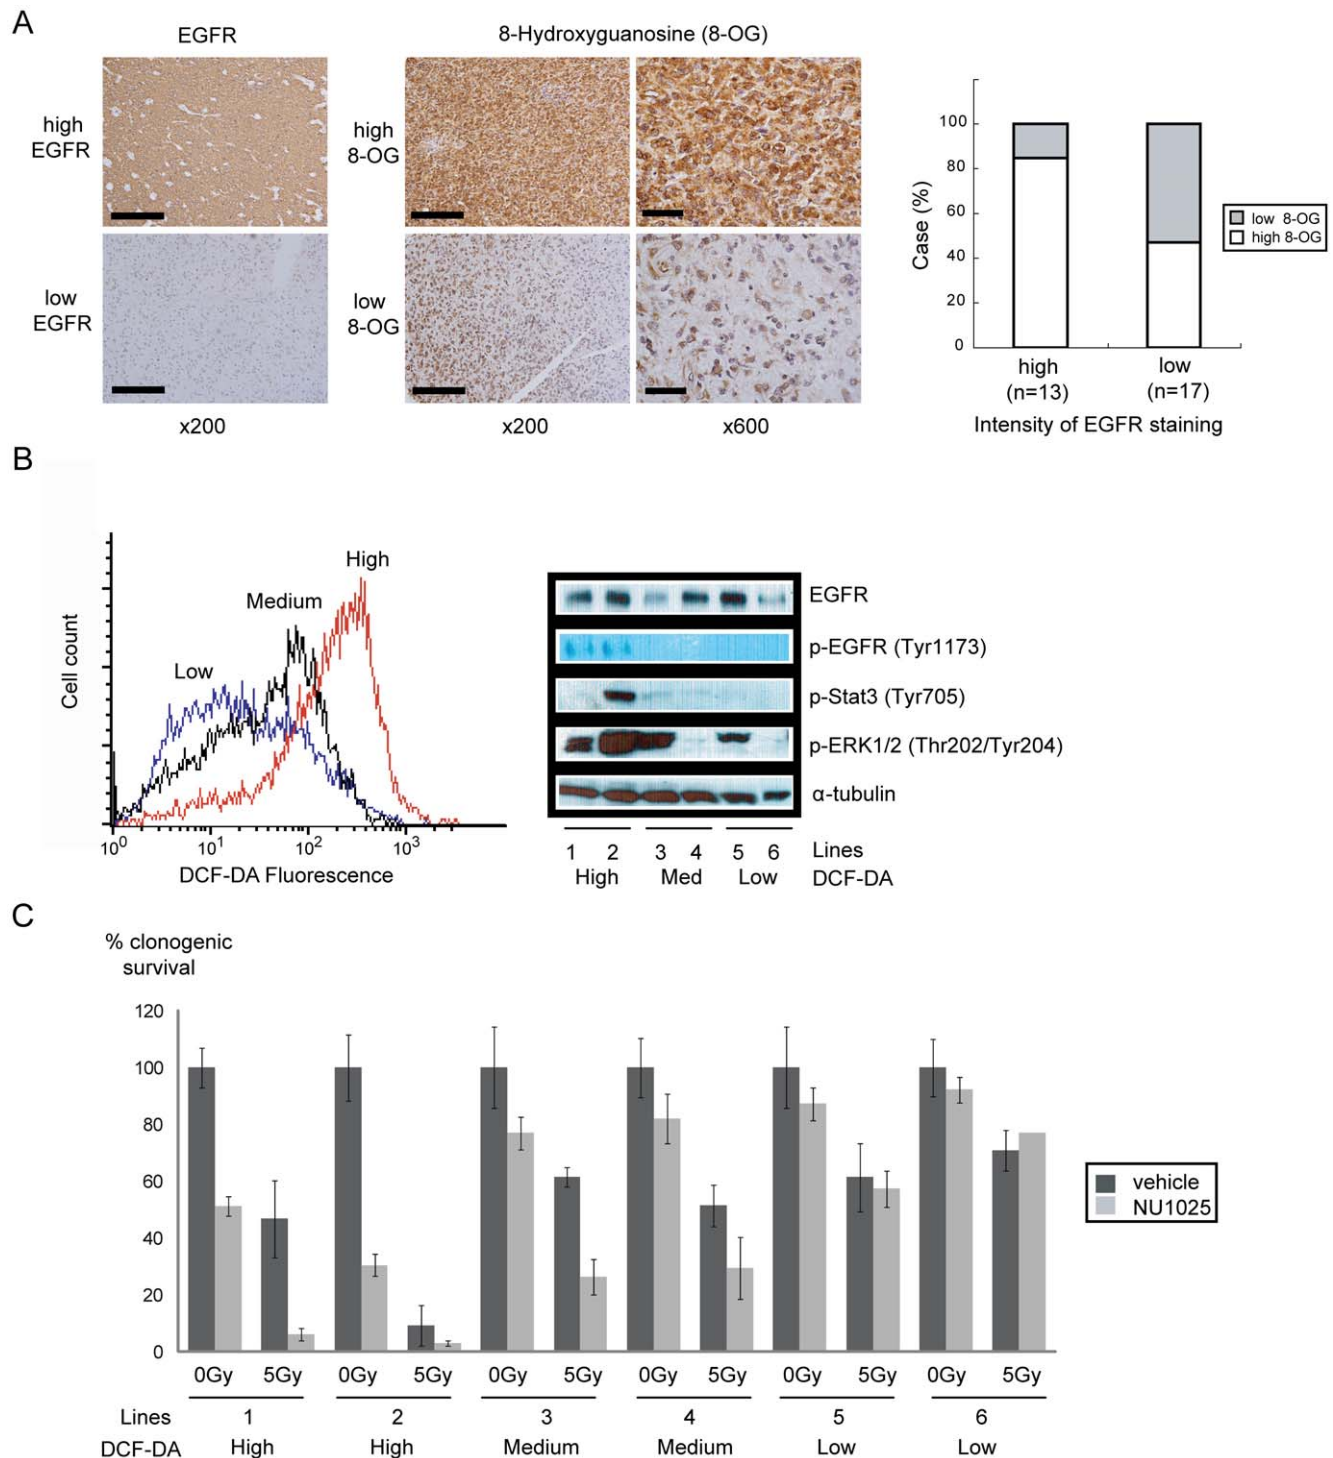 A
EGFR
8-Hydroxyguanosine (8-OG)
high
EGFR
high
8-OG
low
EGFR
low
8-OG
x200
x200
x600
Case (%)
100
80
60
40
20
0
high
(n=13)
low
(n=17)
Intensity of EGFR staining
low 8-OG
high 8-OG
B
Cell count
Low
Medium
High
10⁰
10¹
10²
10³
DCF-DA Fluorescence
EGFR
p-EGFR (Tyr1173)
p-Stat3 (Tyr705)
p-ERK1/2 (Thr202/Tyr204)
α-tubulin
1 2 3 4 5 6 Lines
High Med Low DCF-DA
C
% clonogenic
survival
120
100
80
60
40
20
0
vehicle
NU1025
0Gy 5Gy 0Gy 5Gy 0Gy 5Gy 0Gy 5Gy 0Gy 5Gy 0Gy 5Gy
Lines 1 2 3 4 5 6
DCF-DA High High Medium Medium Low Low